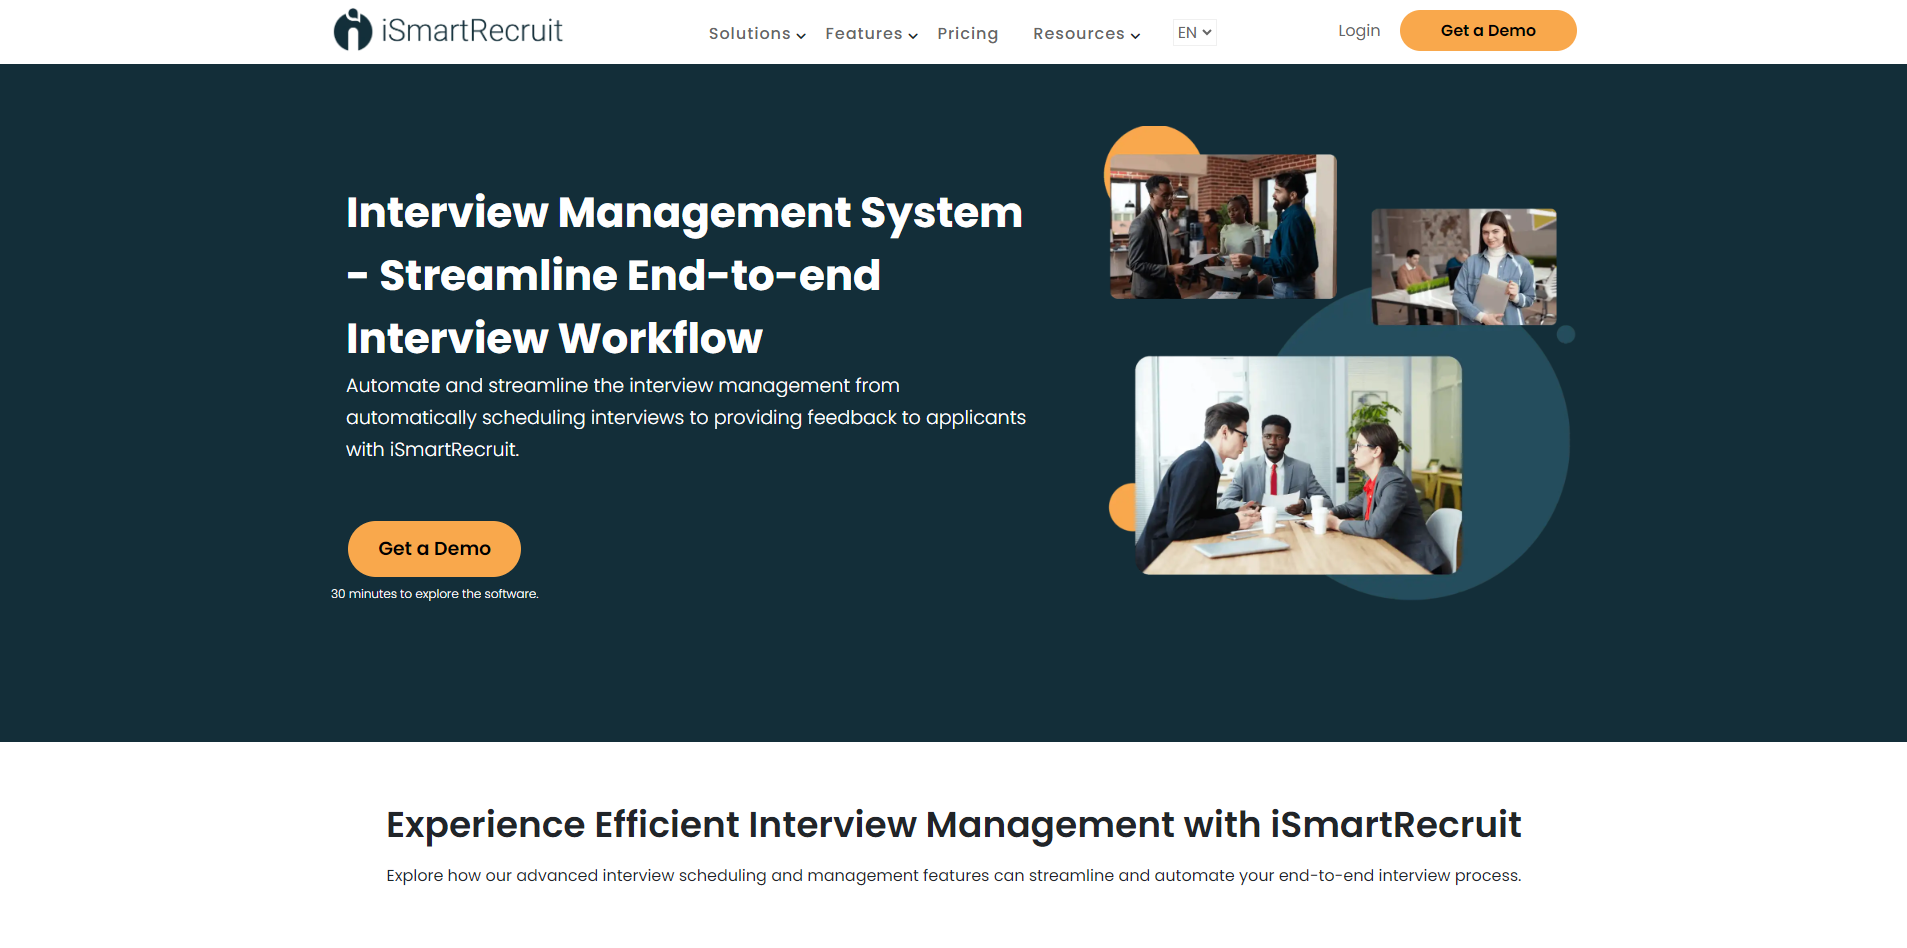 iSmartRecruit
Solutions Features Pricing Resources EN Login Get a Demo
Interview Management System
- Streamline End-to-end
Interview Workflow
Automate and streamline the interview management from
automatically scheduling interviews to providing feedback to applicants
with iSmartRecruit.
Get a Demo
30 minutes to explore the software.
Experience Efficient Interview Management with iSmartRecruit
Explore how our advanced interview scheduling and management features can streamline and automate your end-to-end interview process.